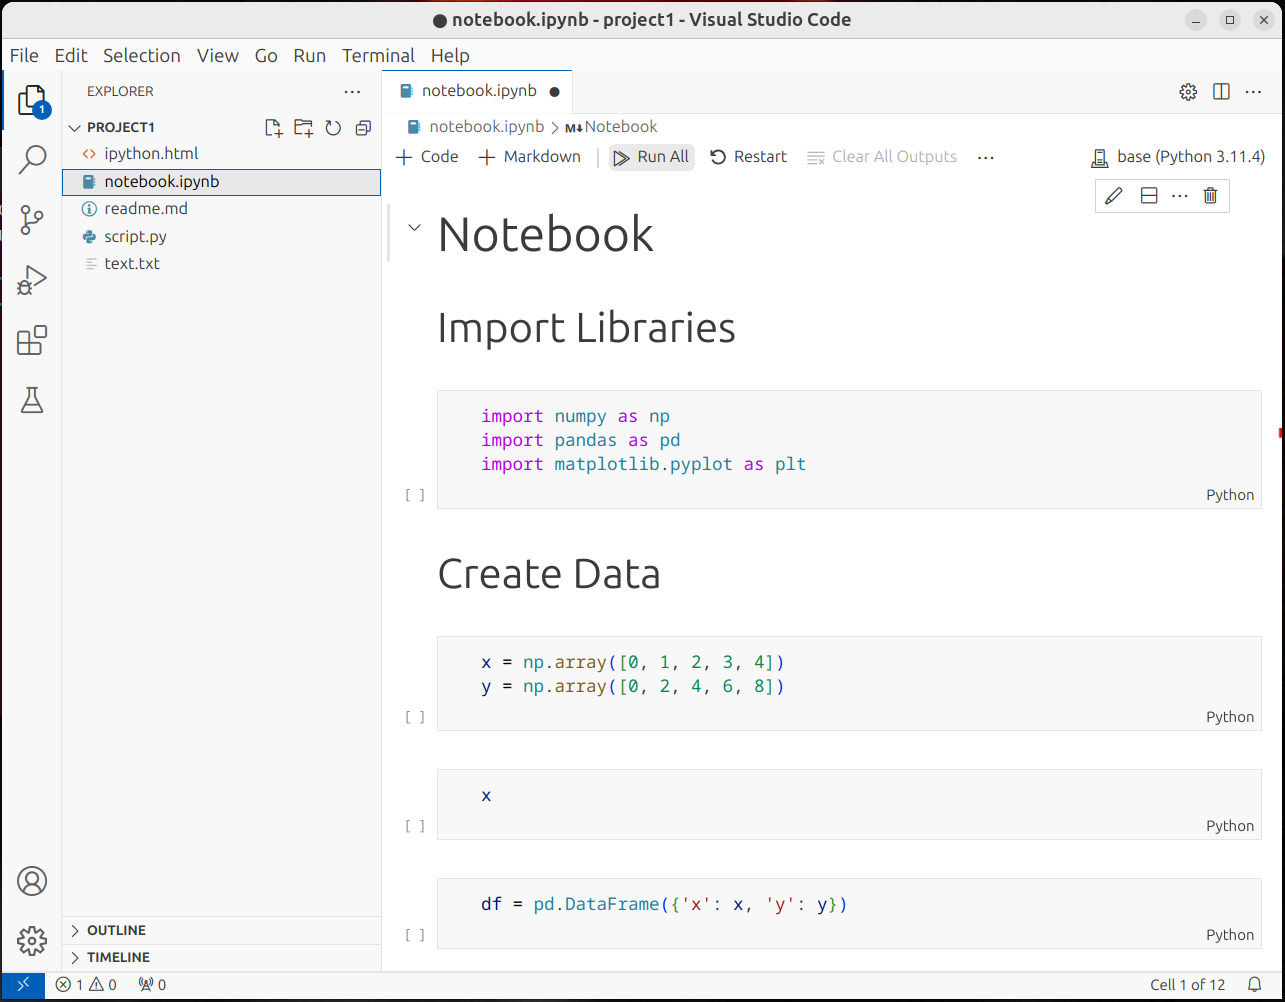 notebook.ipynb - project1 - Visual Studio Code
File Edit Selection View Go Run Terminal Help
EXPLORER
PROJECT1
ipython.html
notebook.ipynb
readme.md
script.py
text.txt
OUTLINE
TIMELINE
1
notebook.ipynb
notebook.ipynb > M↓Notebook
Code Markdown Run All Restart Clear All Outputs base (Python 3.11.4)
Notebook
Import Libraries
import numpy as np
import pandas as pd
import matplotlib.pyplot as plt
[ ] Python
Create Data
x = np.array([0, 1, 2, 3, 4])
y = np.array([0, 2, 4, 6, 8])
[ ] Python
x
[ ] Python
df = pd.DataFrame({'x': x, 'y': y})
[ ] Python
1 0 0 Cell 1 of 12